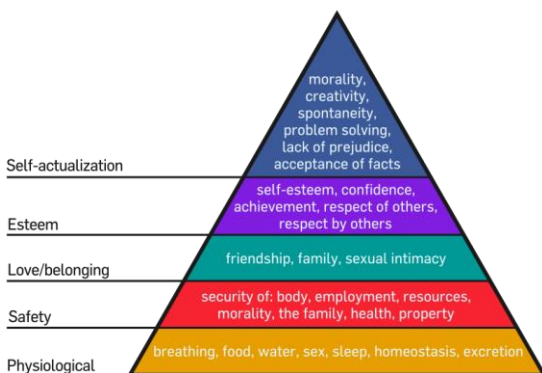 morality,
creativity,
spontaneity,
problem solving,
lack of prejudice,
acceptance of facts
Self-actualization
self-esteem, confidence,
achievement, respect of others,
respect by others
Esteem
friendship, family, sexual intimacy
Love/belonging
security of: body, employment, resources,
morality, the family, health, property
Safety
breathing, food, water, sex, sleep, homeostasis, excretion
Physiological